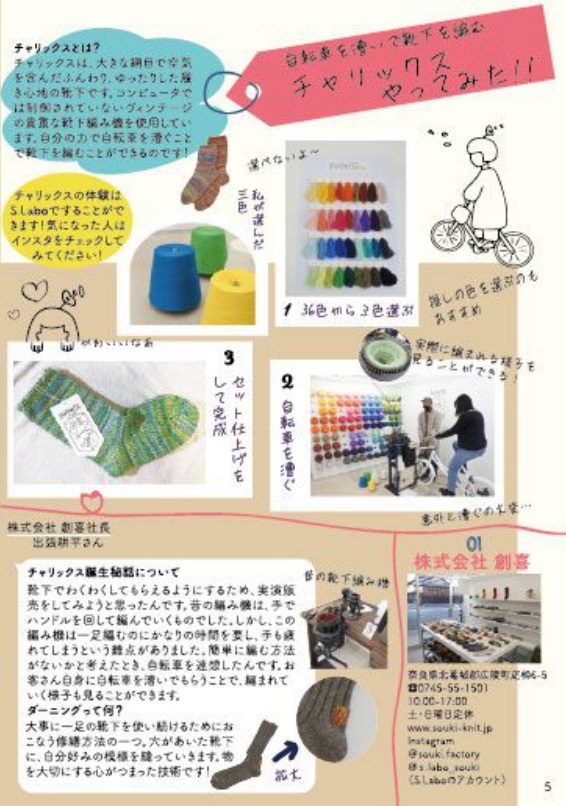 自転車を漕いで靴下を編む
チャリックス
やってみた!!
チャリックスとは?
チャリックスは、大きな網目で空気
を含んだふんわり、ゆったりした履
き心地の靴下です。コンピュータで
は制御されていないヴィンテージ
の貴重な靴下編み機を使用してい
ます。自分の力で自転車を漕ぐこと
で靴下を編むことができるのです!
チャリックスの体験は
S.Laboですることがで
きます!気になった人は
インスタをチェックして
みてください!
選べないよ〜
私が選んだ
三色
1 36色から3色選ぶ
推しの色を選ぶのも
おすすめ
実際に編まれる様子を
見ることができる!
2 自転車を漕ぐ
意外と漕ぐの大変…
かわいいなあ
3 セット仕上げを
して完成
株式会社 創喜社長
出張耕平さん
チャリックス誕生秘話について
靴下でわくわくしてもらえるようにするため、実演販
売をしてみようと思ったんです。昔の編み機は、手で
ハンドルを回して編んでいくものでした。しかし、この
編み機は一足編むのにかなりの時間を要し、手も疲
れてしまうという難点がありました。簡単に編む方法
がないかと考えたとき、自転車を連想したんです。お
客さん自身に自転車を漕いでもらうことで、編まれて
いく様子も見ることができます。
ダーニングって何?
大事に一足の靴下を使い続けるためにお
こなう修繕方法の一つ。穴があいた靴下
に、自分好みの模様を縫っていきます。物
を大切にする心がつまった技術です!
昔の靴下編み機
拡大
01
株式会社 創喜
奈良県北葛城郡広陵町疋相6-5
☎0745-55-1501
10:00-17:00
土・日曜日定休
www.souki-knit.jp
Instagram
@souki.factory
@s.labo_souki
(S.Laboのアカウント)
5